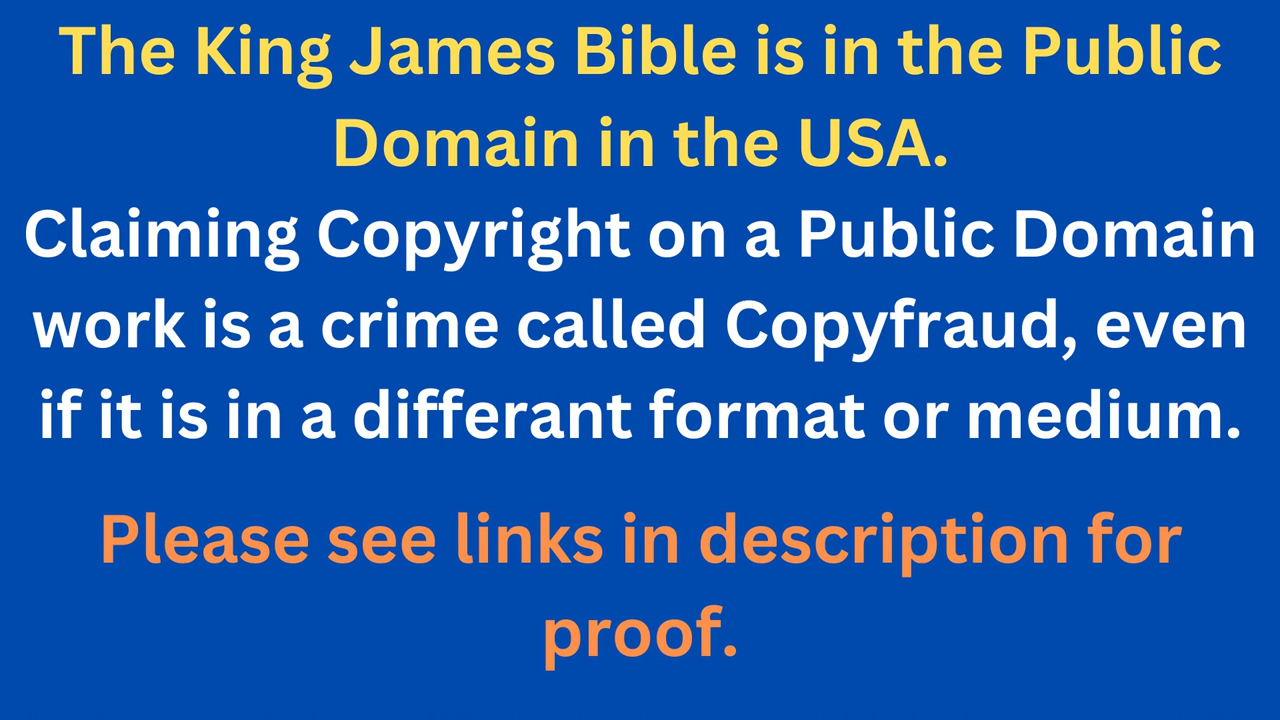 The King James Bible is in the Public
Domain in the USA.
Claiming Copyright on a Public Domain
work is a crime called Copyfraud, even
if it is in a differant format or medium.
Please see links in description for
proof.